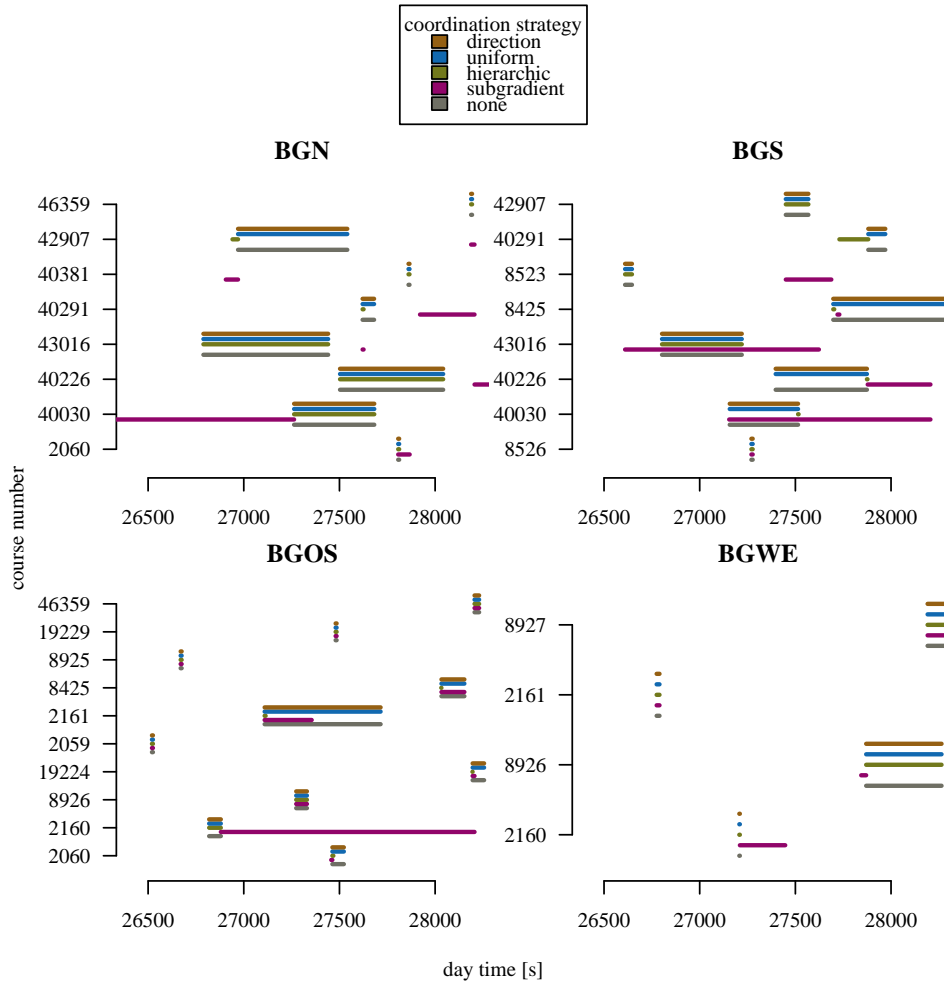 coordination strategy
direction
uniform
hierarchic
subgradient
none
BGN
46359
42907
40381
40291
43016
40226
40030
2060
26500 27000 27500 28000
BGS
42907
40291
8523
8425
43016
40226
40030
8526
26500 27000 27500 28000
BGOS
46359
19229
8925
8425
2161
2059
19224
8926
2160
2060
26500 27000 27500 28000
BGWE
8927
2161
8926
2160
26500 27000 27500 28000
course number
day time [s]